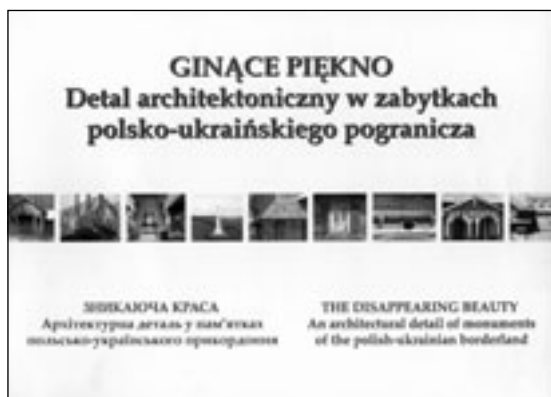 GINĄCE PIĘKNO
Detal architektoniczny w zabytkach
polsko-ukraińskiego pogranicza
ЗНИКАЮЧА КРАСА
Архітектурна деталь у пам'ятках
польсько-українського прикордоння
THE DISAPPEARING BEAUTY
An architectural detail of monuments
of the polish-ukrainian borderland